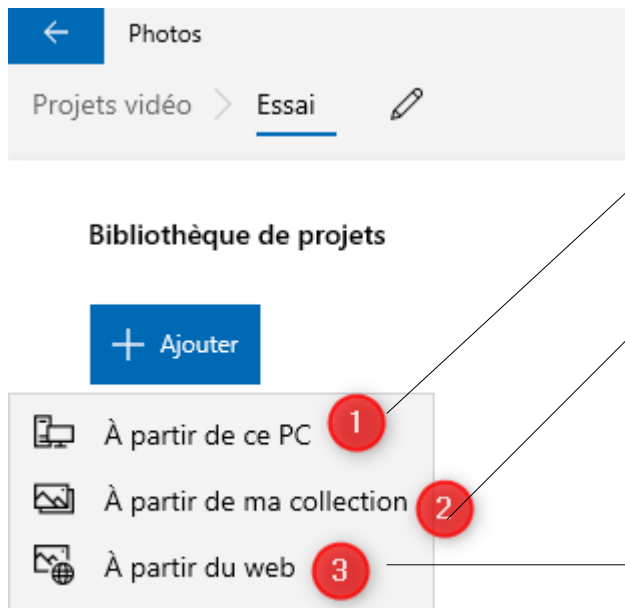 Photos
Projets vidéo > Essai
Bibliothèque de projets
+ Ajouter
À partir de ce PC 1
À partir de ma collection 2
À partir du web 3